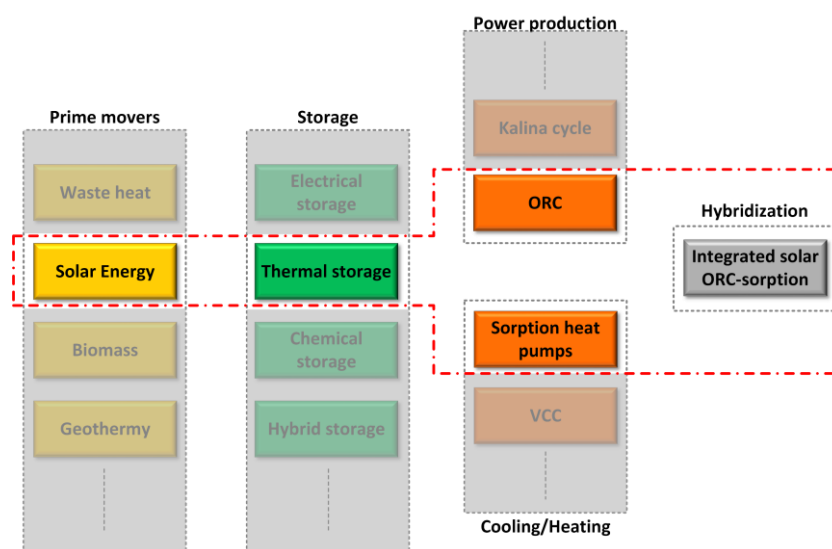 Power production
Prime movers
Storage
Kalina cycle
Waste heat
Electrical
storage
ORC
Hybridization
Solar Energy
Thermal storage
Integrated solar
ORC-sorption
Biomass
Chemical
storage
Sorption heat
pumps
Geothermy
Hybrid storage
VCC
Cooling/Heating